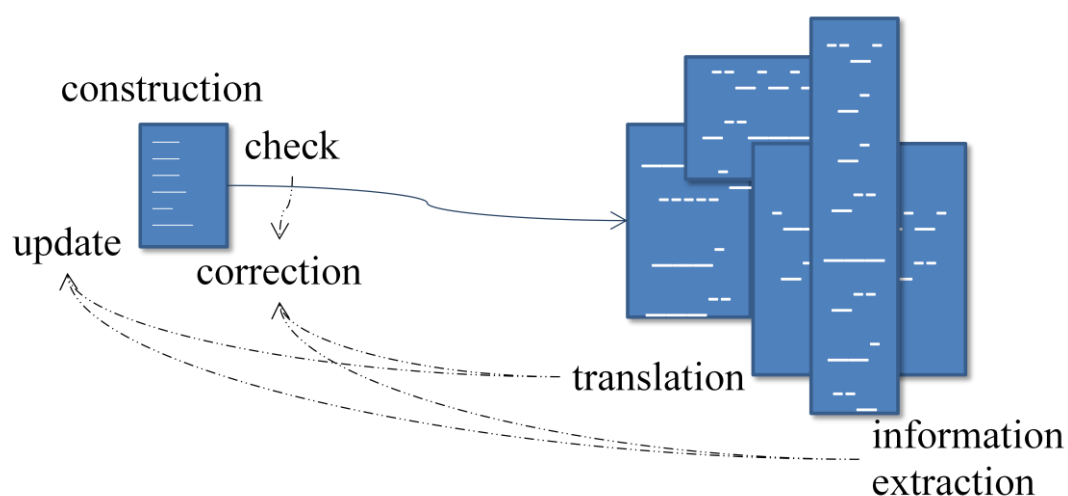 construction
check
update
correction
translation
information
extraction